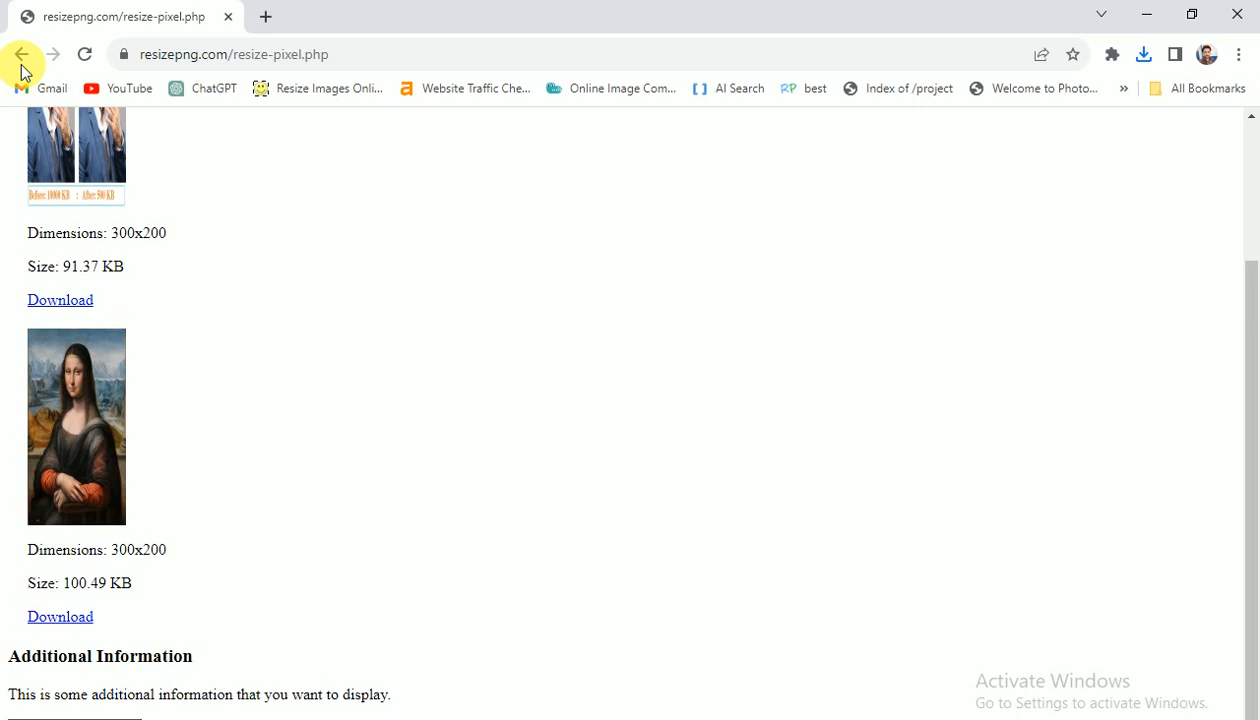 resizepng.com/resize-pixel.php
resizepng.com/resize-pixel.php
Gmail YouTube ChatGPT Resize Images Onli... Website Traffic Che... Online Image Com... AI Search RP best Index of /project Welcome to Photo... » All Bookmarks
Before: 10000 KB : After: 500 KB
Dimensions: 300x200
Size: 91.37 KB
Download
Dimensions: 300x200
Size: 100.49 KB
Download
Additional Information
This is some additional information that you want to display.
Activate Windows
Go to Settings to activate Windows.